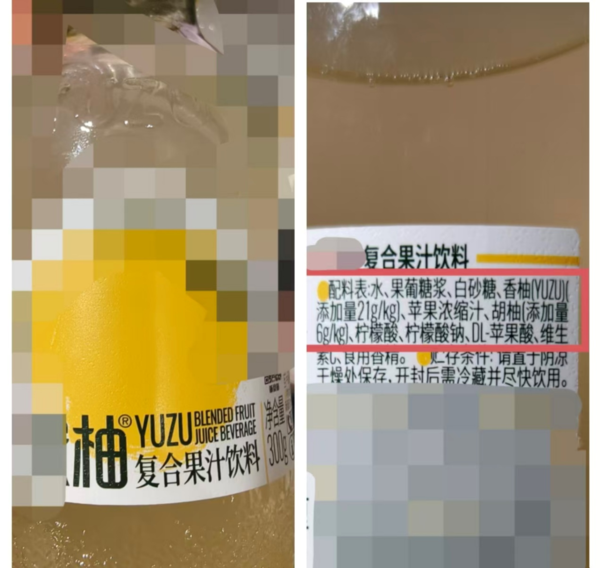 柚® YUZU BLENDED FRUIT
JUICE BEVERAGE
复合果汁饮料
净含量
300g
复合果汁饮料
配料表:水、果葡糖浆、白砂糖、香柚(YUZU)(
添加量21g/kg)、苹果浓缩汁、胡柚(添加量
6g/kg)、柠檬酸、柠檬酸钠、DL-苹果酸、维生
素C、食用香精。 贮存条件: 请置于阴凉
干燥处保存,开封后需冷藏并尽快饮用。